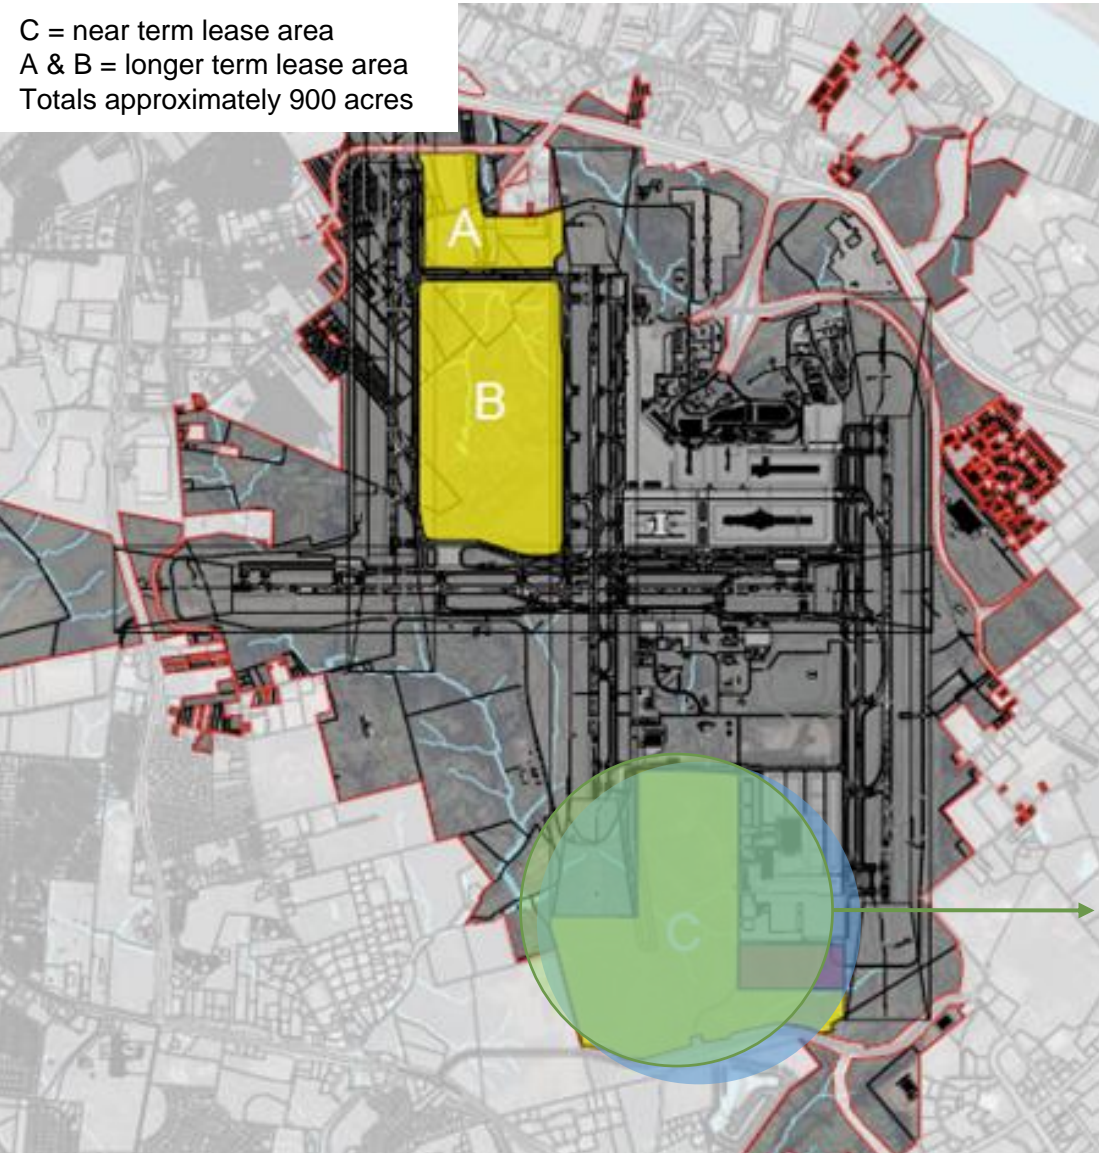 C = near term lease area
A & B = longer term lease area
Totals approximately 900 acres
A
B
C